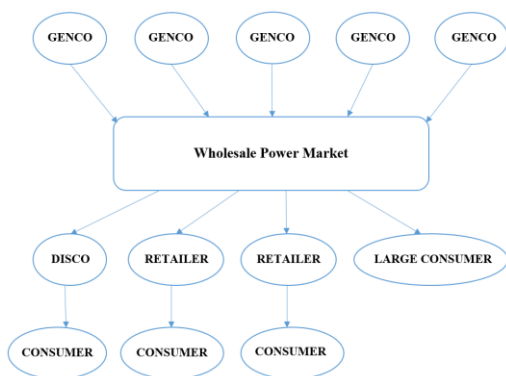 GENCO GENCO GENCO GENCO GENCO
Wholesale Power Market
DISCO RETAILER RETAILER LARGE CONSUMER
CONSUMER CONSUMER CONSUMER